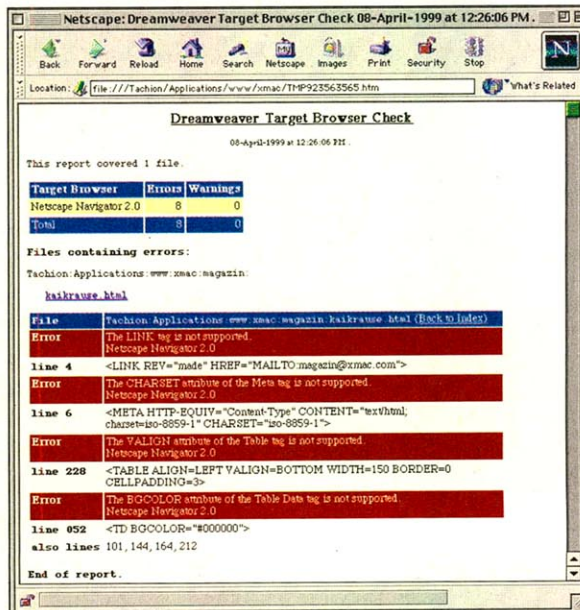 Netscape: Dreamweaver Target Browser Check 08-April-1999 at 12:26:06 PM .
Back Forward Reload Home Search Netscape Images Print Security Stop
Location: file:///Tachion/Applications/www/xmac/TMP923563565.htm What's Related
Dreamweaver Target Browser Check
08-April-1999 at 12:26:06 PM .
This report covered 1 file.
Target Browser Errors Warnings
Netscape Navigator 2.0 8 0
Total 8 0
Files containing errors:
Tachion:Applications:www:xmac:magazin:
kaikrause.html
File Tachion:Applications:www:xmac:magazin:kaikrause.html (Back to Index)
Error The LINK tag is not supported.
Netscape Navigator 2.0
line 4 <LINK REV="made" HREF="MAILTO:magazin@xmac.com">
Error The CHARSET attribute of the Meta tag is not supported.
Netscape Navigator 2.0
line 6 <META HTTP-EQUIV="Content-Type" CONTENT="text/html;
charset=iso-8859-1" CHARSET="iso-8859-1">
Error The VALIGN attribute of the Table tag is not supported.
Netscape Navigator 2.0
line 228 <TABLE ALIGN=LEFT VALIGN=BOTTOM WIDTH=150 BORDER=0
CELLPADDING=3>
Error The BGCOLOR attribute of the Table Data tag is not supported.
Netscape Navigator 2.0
line 052 <TD BGCOLOR="#000000">
also lines 101, 144, 164, 212
End of report.